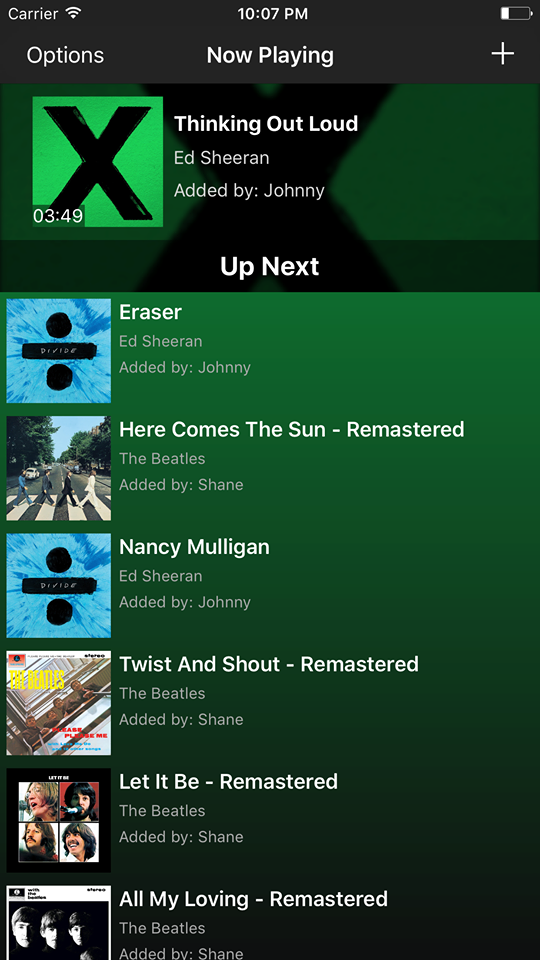 Carrier
10:07 PM
Options
Now Playing
+
Thinking Out Loud
Ed Sheeran
Added by: Johnny
03:49
Up Next
DIVIDE
Eraser
Ed Sheeran
Added by: Johnny
Here Comes The Sun - Remastered
The Beatles
Added by: Shane
DIVIDE
Nancy Mulligan
Ed Sheeran
Added by: Johnny
stereo
THE BEATLES
PLEASE
PLEASE ME
Twist And Shout - Remastered
The Beatles
Added by: Shane
LET IT BE
Let It Be - Remastered
The Beatles
Added by: Shane
with
the
beatles
stereo
All My Loving - Remastered
The Beatles
Added by: Shane